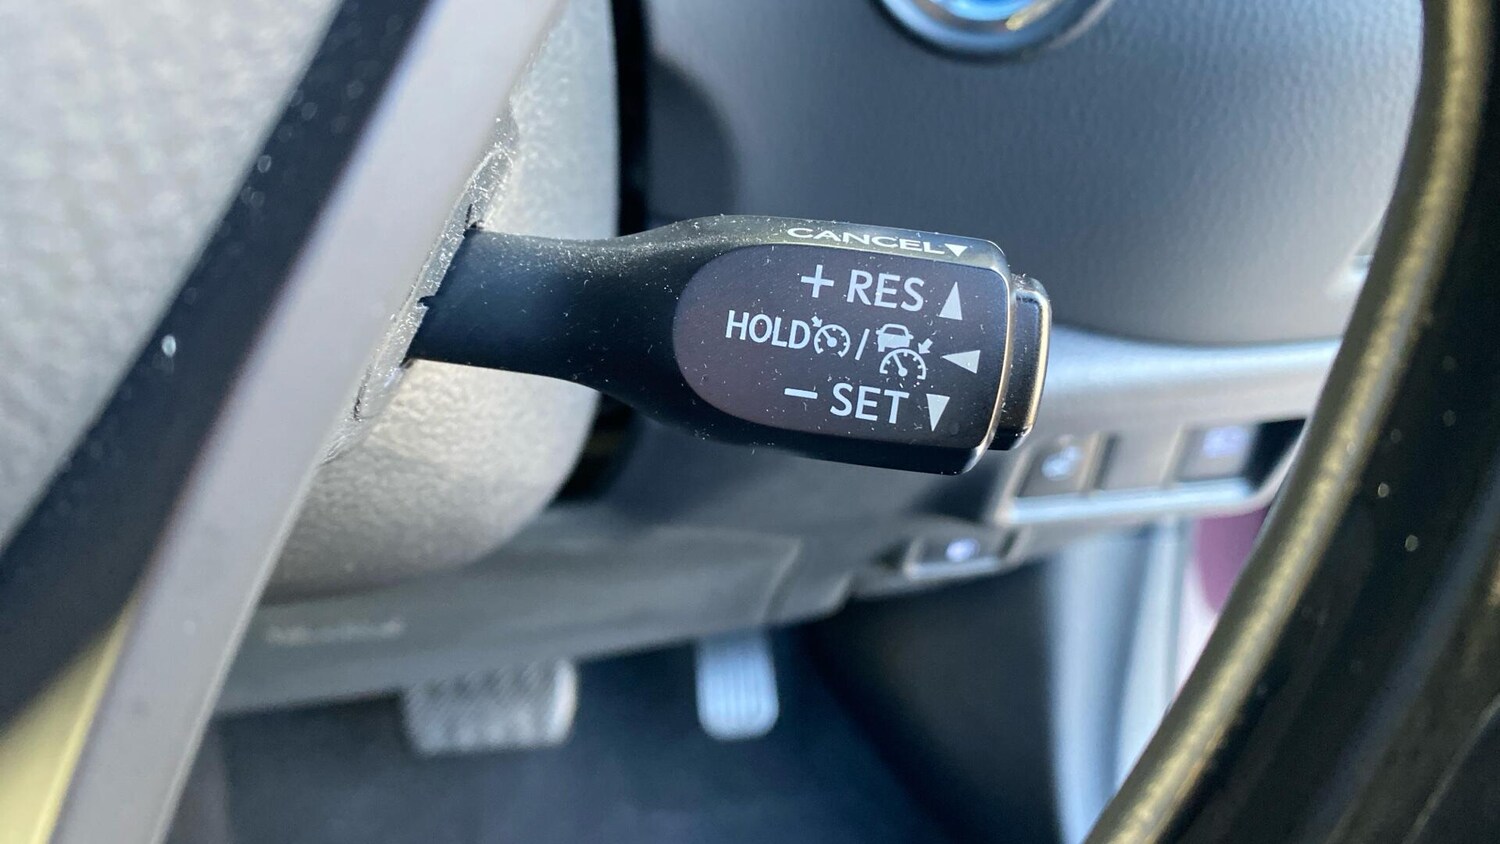 CANCEL▼
+ RES ▲
HOLD /
− SET ▼